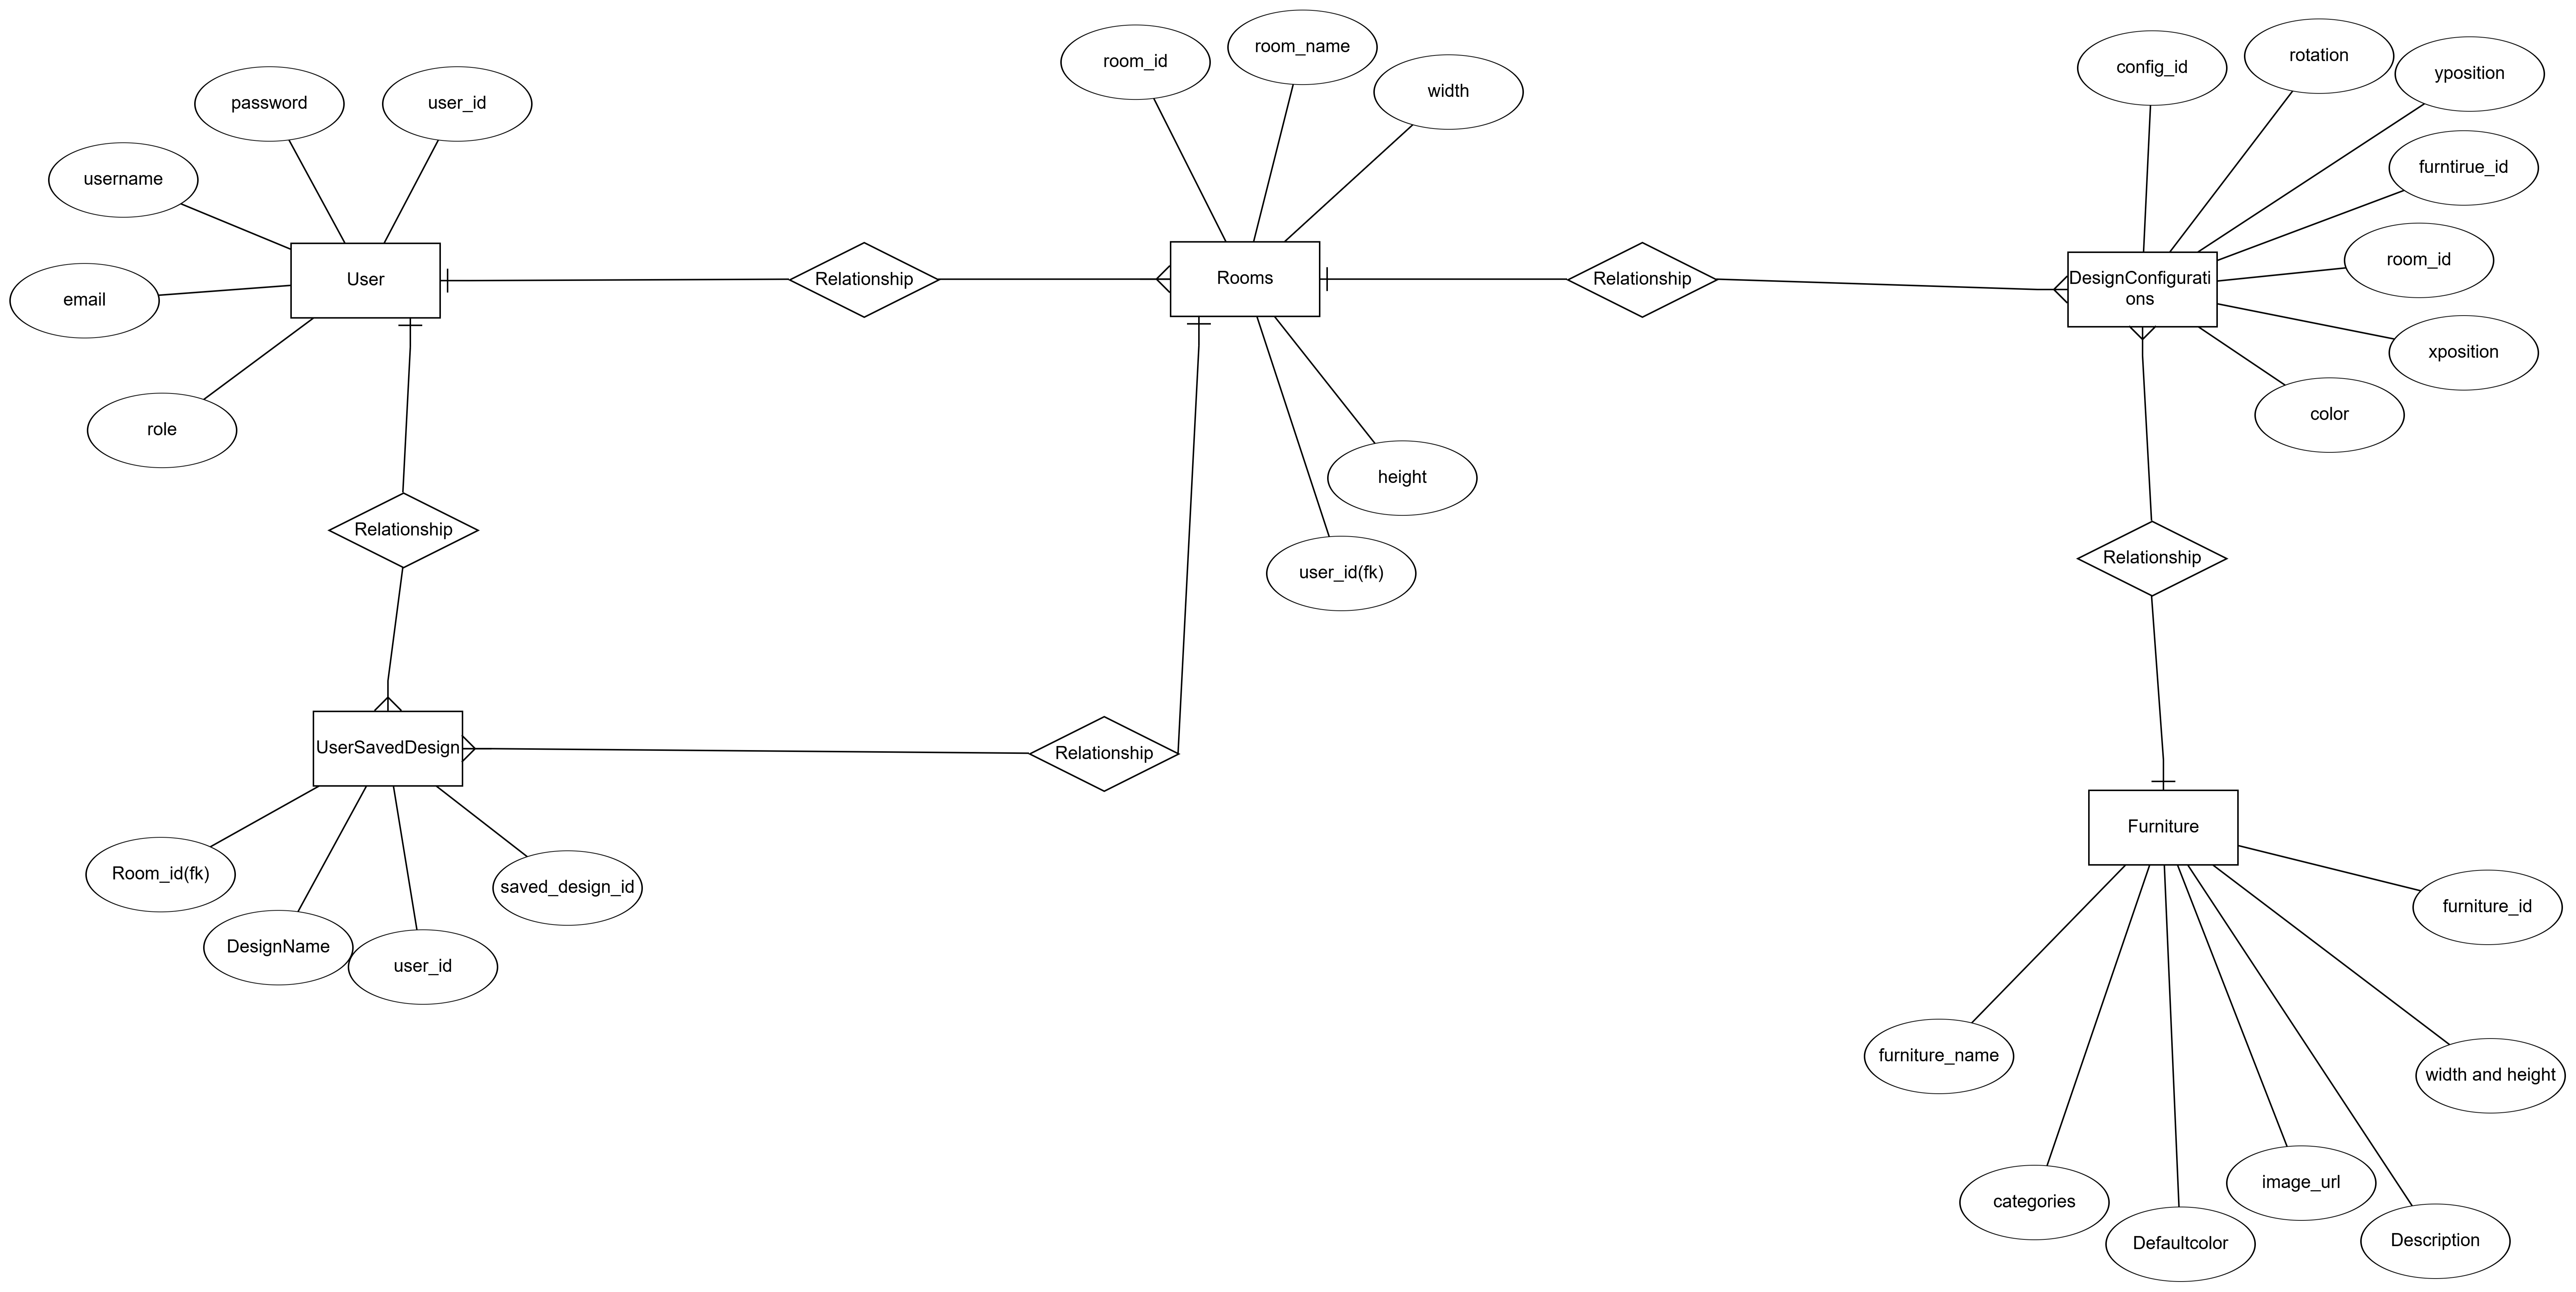 room_name
room_id
rotation
config_id
yposition
width
password
user_id
furntirue_id
username
room_id
User
Relationship
Rooms
Relationship
DesignConfigurati
ons
email
xposition
color
role
height
Relationship
Relationship
user_id(fk)
UserSavedDesign
Relationship
Furniture
Room_id(fk)
saved_design_id
furniture_id
DesignName
user_id
furniture_name
width and height
image_url
categories
Defaultcolor
Description